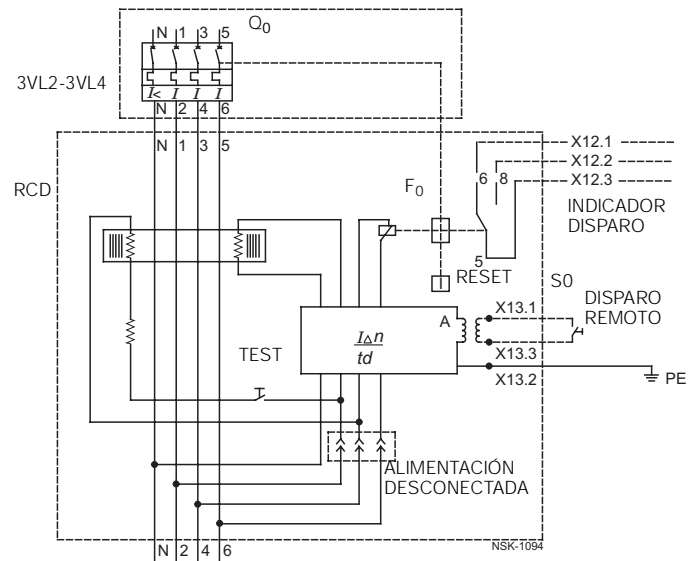 Q0
N 1 3 5
3VL2-3VL4
I< I I I
N 2 4 6
N 1 3 5
RCD
X12.1
X12.2
6 8
X12.3
F0
INDICADOR
DISPARO
5
RESET
S0
X13.1
DISPARO
REMOTO
A
I∆n
td
TEST
X13.3
X13.2
PE
ALIMENTACIÓN
DESCONECTADA
NSK-1094
N 2 4 6